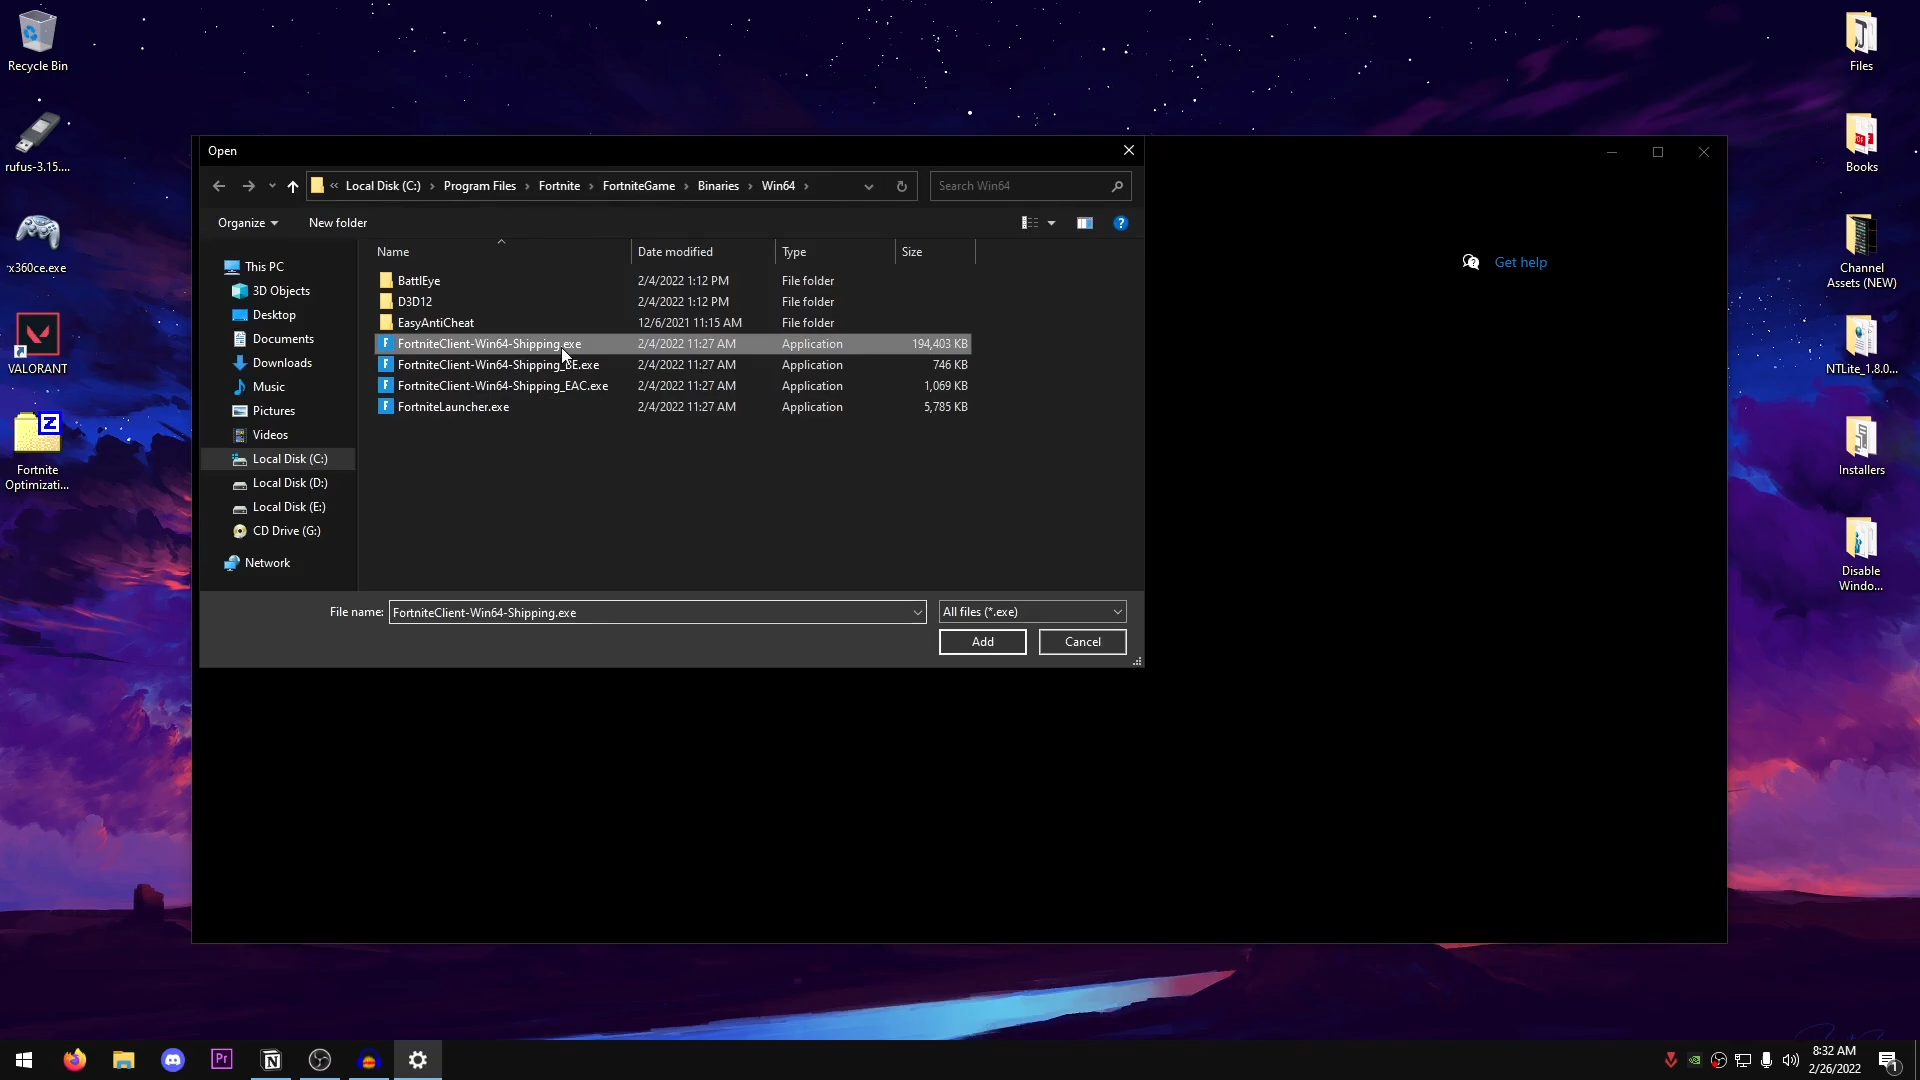 Recycle Bin
rufus-3.15....
x360ce.exe
VALORANT
Fortnite
Optimizati...
Open
Local Disk (C:) › Program Files › Fortnite › FortniteGame › Binaries › Win64 ›
Search Win64
Organize
New folder
Name
Date modified
Type
Size
This PC
3D Objects
Desktop
Documents
Downloads
Music
Pictures
Videos
Local Disk (C:)
Local Disk (D:)
Local Disk (E:)
CD Drive (G:)
Network
BattlEye 2/4/2022 1:12 PM File folder
D3D12 2/4/2022 1:12 PM File folder
EasyAntiCheat 12/6/2021 11:15 AM File folder
FortniteClient-Win64-Shipping.exe 2/4/2022 11:27 AM Application 194,403 KB
FortniteClient-Win64-Shipping_BE.exe 2/4/2022 11:27 AM Application 746 KB
FortniteClient-Win64-Shipping_EAC.exe 2/4/2022 11:27 AM Application 1,069 KB
FortniteLauncher.exe 2/4/2022 11:27 AM Application 5,785 KB
File name: FortniteClient-Win64-Shipping.exe
All files (*.exe)
Add
Cancel
Get help
Files
Books
Channel
Assets (NEW)
NTLite_1.8.0...
Installers
Disable
Windo...
8:32 AM
2/26/2022
1